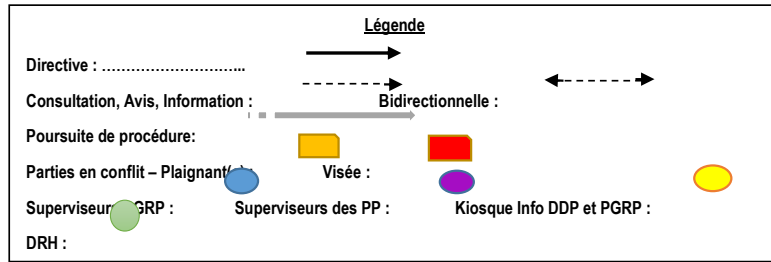 Légende
Directive : ………………………...
Consultation, Avis, Information : Bidirectionnelle :
Poursuite de procédure:
Parties en conflit – Plaignant( ) : Visée :
Superviseurs GRP : Superviseurs des PP : Kiosque Info DDP et PGRP :
DRH :